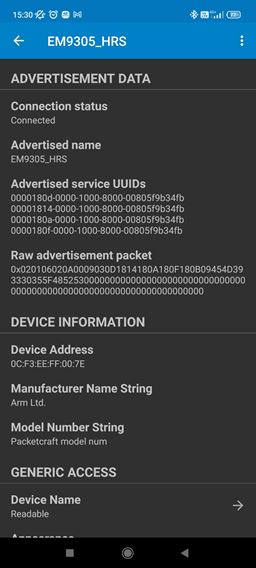 15:30
EM9305_HRS
ADVERTISEMENT DATA
Connection status
Connected
Advertised name
EM9305_HRS
Advertised service UUIDs
0000180d-0000-1000-8000-00805f9b34fb
00001814-0000-1000-8000-00805f9b34fb
0000180a-0000-1000-8000-00805f9b34fb
0000180f-0000-1000-8000-00805f9b34fb
Raw advertisement packet
DEVICE INFORMATION
Device Address
0C:F3:EE:FF:00:7E
Manufacturer Name String
Arm Ltd.
Model Number String
Packetcraft model num
GENERIC ACCESS
Device Name
Readable
Appearance